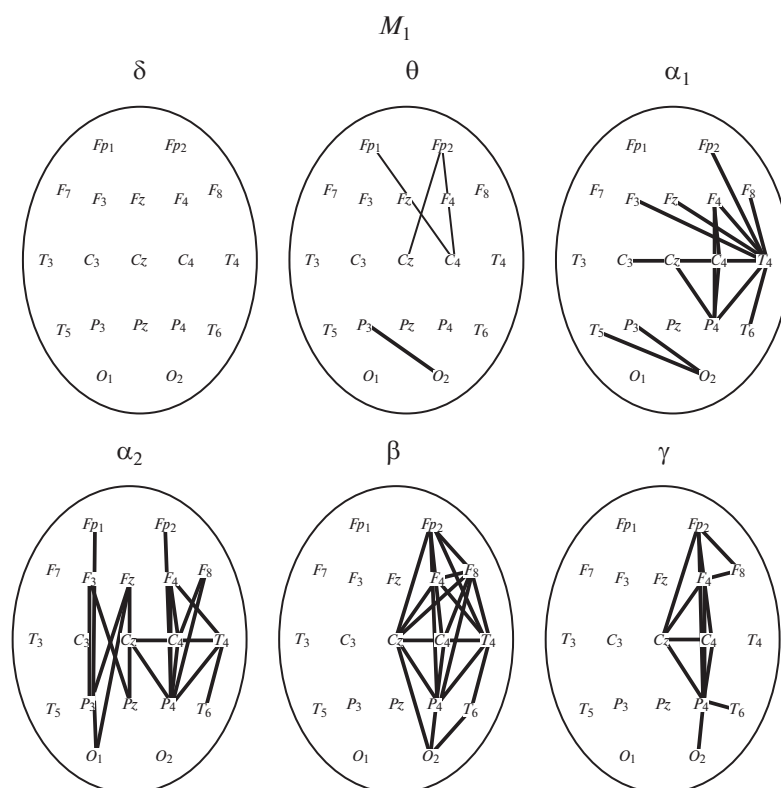 M₁
δ θ α₁
Fp₁ Fp₂ Fp₁ Fp₂ Fp₁ Fp₂
F₇ F₃ Fz F₄ F₈ F₇ F₃ Fz F₄ F₈ F₇ F₃ Fz F₄ F₈
T₃ C₃ Cz C₄ T₄ T₃ C₃ Cz C₄ T₄ T₃ C₃ Cz C₄ T₄
T₅ P₃ Pz P₄ T₆ T₅ P₃ Pz P₄ T₆ T₅ P₃ Pz P₄ T₆
O₁ O₂ O₁ O₂ O₁ O₂
α₂ β γ
Fp₁ Fp₂ Fp₁ Fp₂ Fp₁ Fp₂
F₇ F₃ Fz F₄ F₈ F₇ F₃ Fz F₄ F₈ F₇ F₃ Fz F₄ F₈
T₃ C₃ Cz C₄ T₄ T₃ C₃ Cz C₄ T₄ T₃ C₃ Cz C₄ T₄
T₅ P₃ Pz P₄ T₆ T₅ P₃ Pz P₄ T₆ T₅ P₃ Pz P₄ T₆
O₁ O₂ O₁ O₂ O₁ O₂